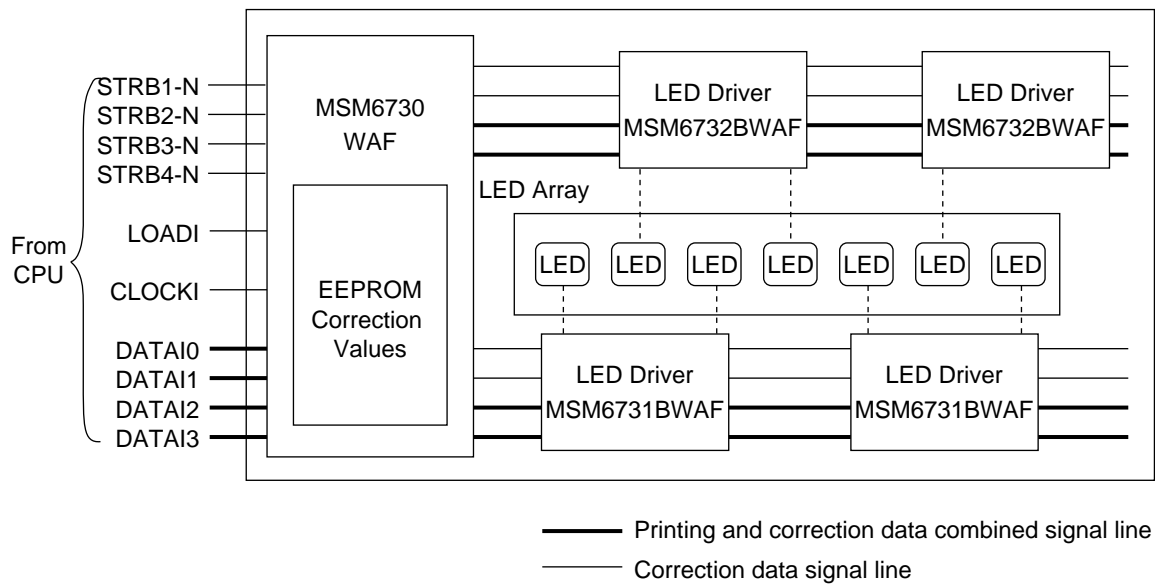 STRB1-N
STRB2-N
STRB3-N
STRB4-N
LOADI
CLOCKI
DATAI0
DATAI1
DATAI2
DATAI3
From
CPU
MSM6730
WAF
EEPROM
Correction
Values
LED Driver
MSM6732BWAF
LED Driver
MSM6732BWAF
LED Array
LED
LED
LED
LED
LED
LED
LED
LED Driver
MSM6731BWAF
LED Driver
MSM6731BWAF
Printing and correction data combined signal line
Correction data signal line